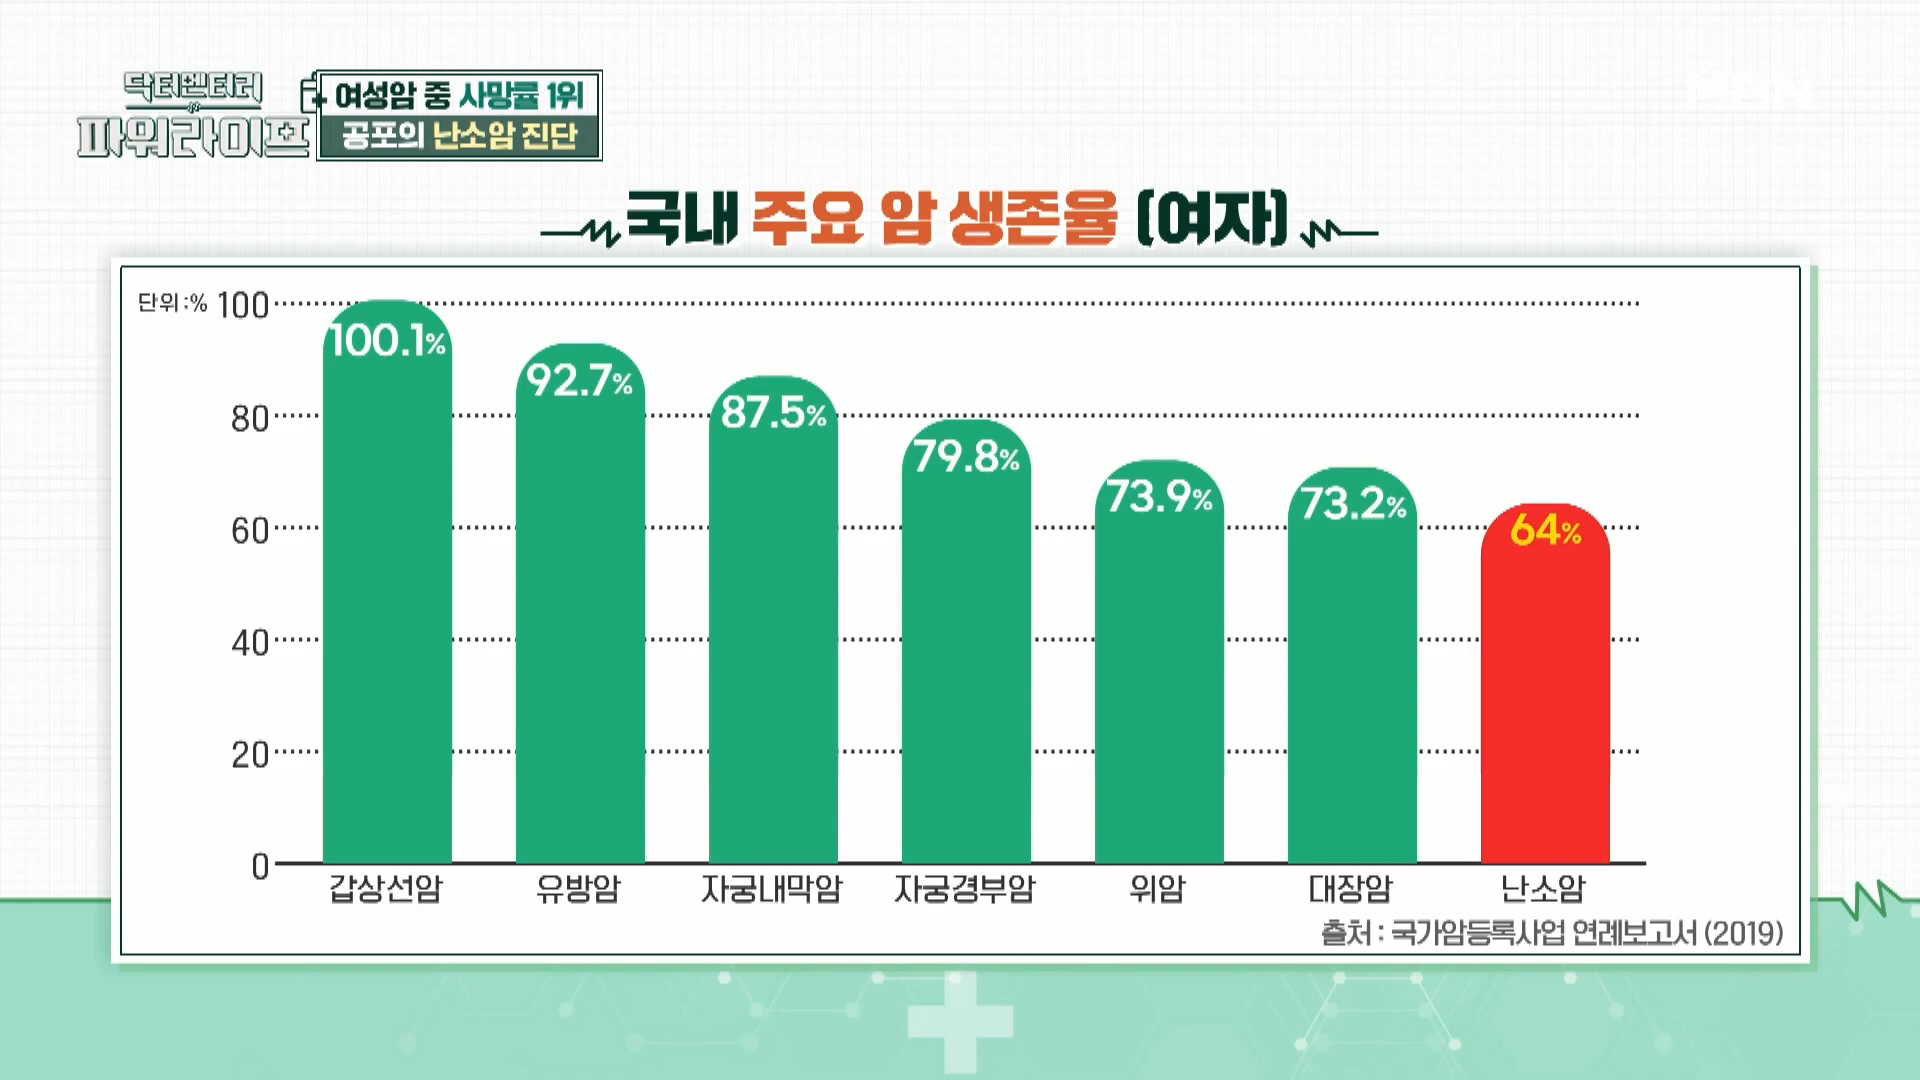 닥터벤터리
파워라이프
여성암 중 사망률 1위
공포의 난소암 진단
국내 주요 암 생존율 (여자)
단위:%
100
80
60
40
20
0
100.1%
92.7%
87.5%
79.8%
73.9%
73.2%
64%
갑상선암
유방암
자궁내막암
자궁경부암
위암
대장암
난소암
출처 : 국가암등록사업 연례보고서 (2019)